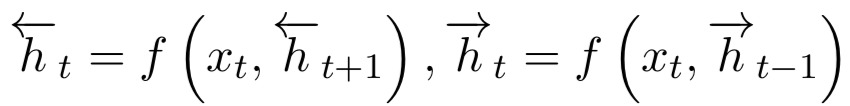 $\overleftarrow{h}_t = f\left(x_t, \overleftarrow{h}_{t+1}\right), \overrightarrow{h}_t = f\left(x_t, \overrightarrow{h}_{t-1}\right)$